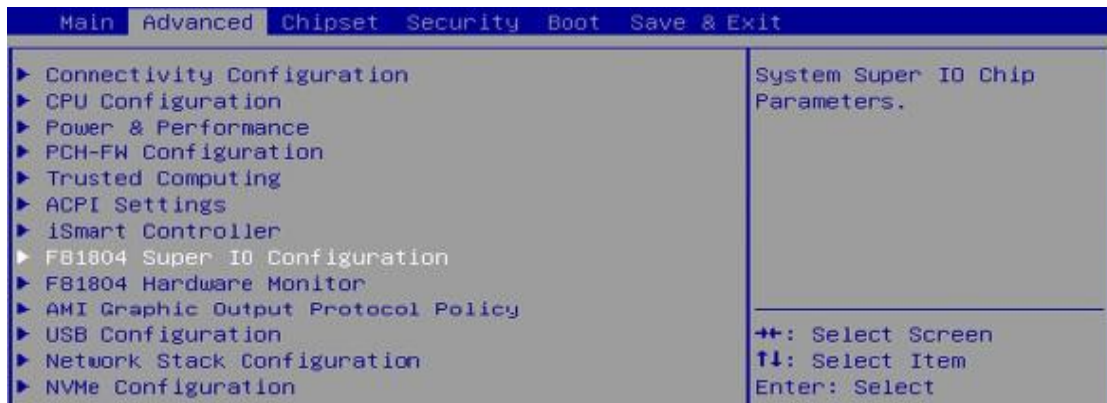 Main Advanced Chipset Security Boot Save & Exit
► Connectivity Configuration
► CPU Configuration
► Power & Performance
► PCH-FW Configuration
► Trusted Computing
► ACPI Settings
► iSmart Controller
► F81804 Super IO Configuration
► F81804 Hardware Monitor
► AMI Graphic Output Protocol Policy
► USB Configuration
► Network Stack Configuration
► NVMe Configuration
System Super IO Chip
Parameters.
→←: Select Screen
↑↓: Select Item
Enter: Select